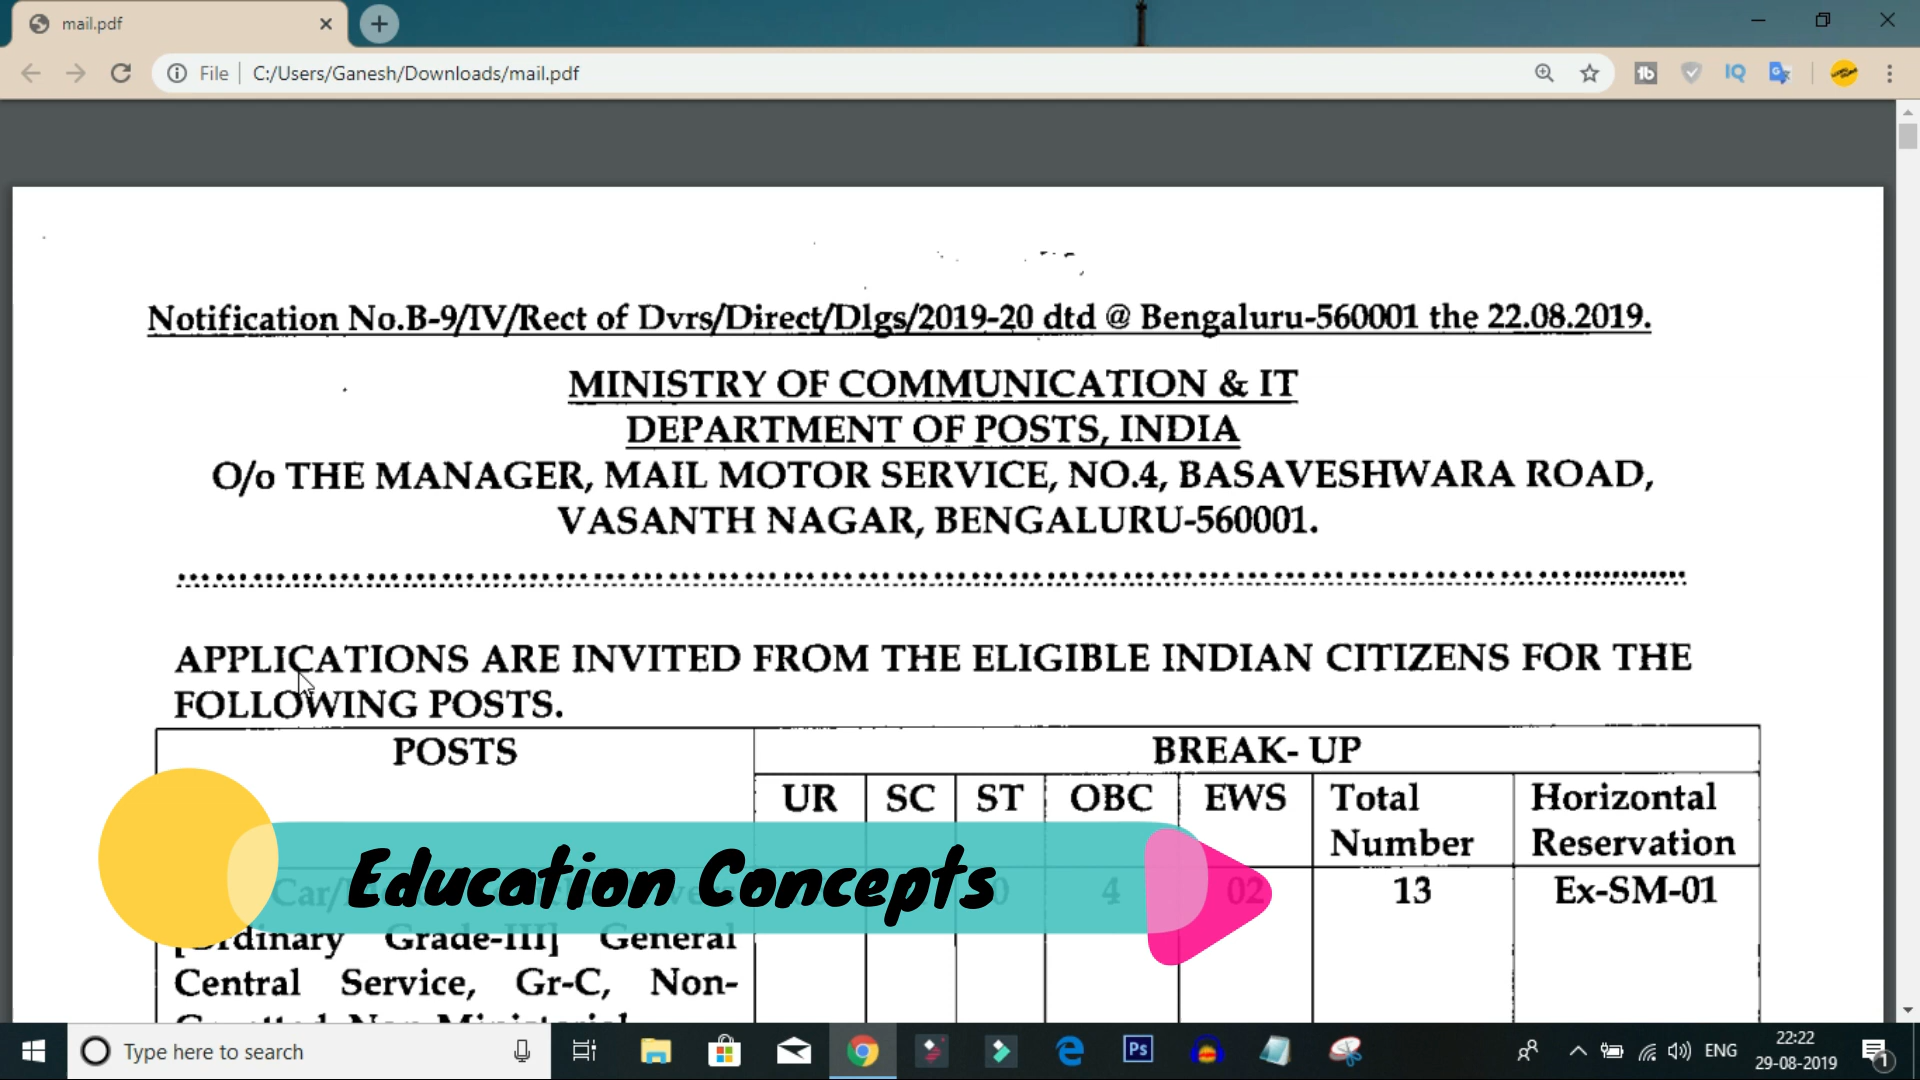 mail.pdf
File
C:/Users/Ganesh/Downloads/mail.pdf
Notification No.B-9/IV/Rect of Dvrs/Direct/Dlgs/2019-20 dtd @ Bengaluru-560001 the 22.08.2019.
MINISTRY OF COMMUNICATION & IT
DEPARTMENT OF POSTS, INDIA
O/o THE MANAGER, MAIL MOTOR SERVICE, NO.4, BASAVESHWARA ROAD,
VASANTH NAGAR, BENGALURU-560001.
APPLICATIONS ARE INVITED FROM THE ELIGIBLE INDIAN CITIZENS FOR THE
FOLLOWING POSTS.
POSTS
BREAK- UP
UR SC ST OBC EWS Total Number Horizontal Reservation
4 02 13 Ex-SM-01
Education Concepts
[Ordinary Grade-III] General
Central Service, Gr-C, Non-
Type here to search
Ps
ENG
22:22
29-08-2019
1